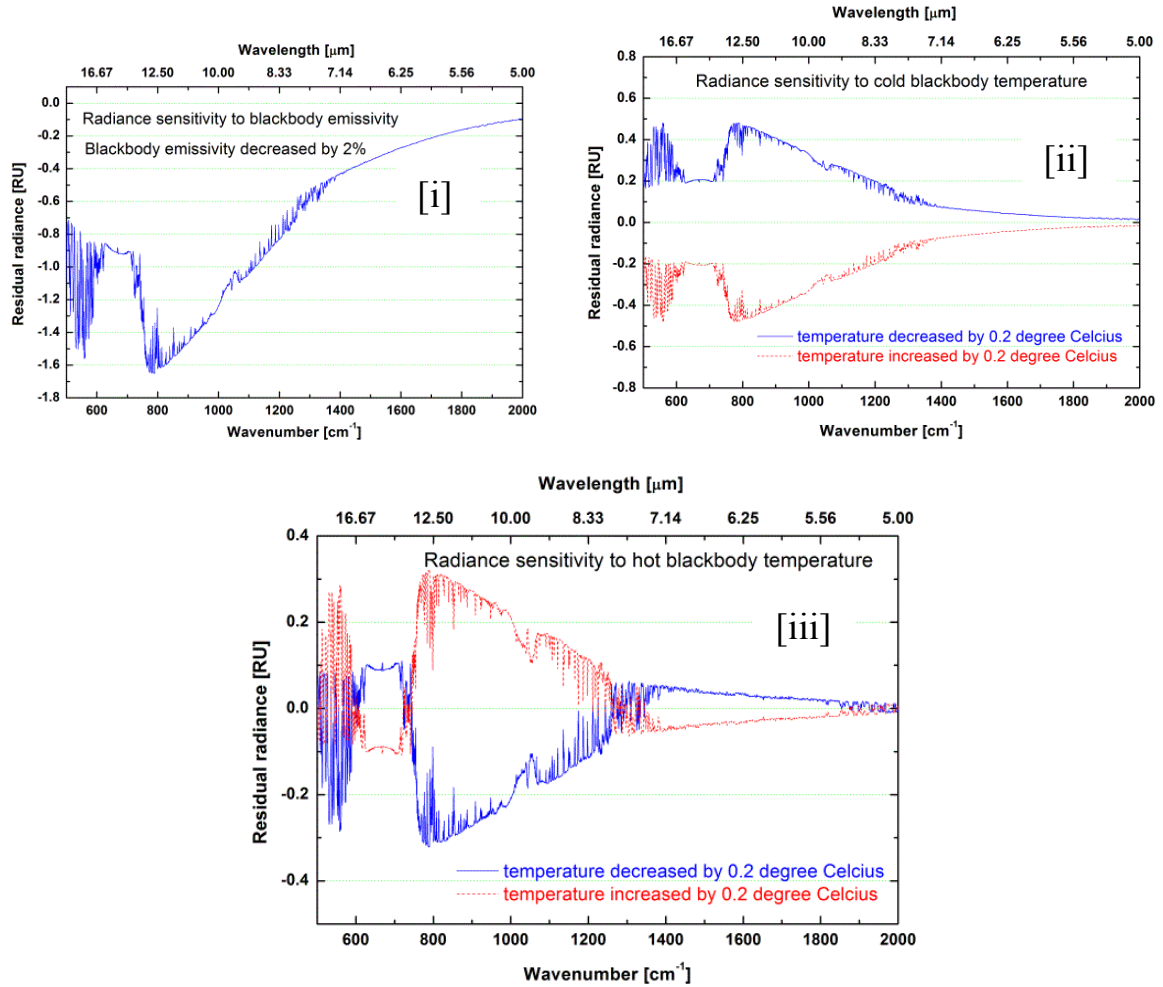 Wavelength [μm]
16.67 12.50 10.00 8.33 7.14 6.25 5.56 5.00
0.0
-0.2
-0.4
-0.6
-0.8
-1.0
-1.2
-1.4
-1.6
-1.8
Residual radiance [RU]
Radiance sensitivity to blackbody emissivity
Blackbody emissivity decreased by 2%
[i]
600 800 1000 1200 1400 1600 1800 2000
Wavenumber [cm⁻¹]
Wavelength [μm]
16.67 12.50 10.00 8.33 7.14 6.25 5.56 5.00
0.8
0.6
0.4
0.2
0.0
-0.2
-0.4
-0.6
-0.8
Residual radiance [RU]
Radiance sensitivity to cold blackbody temperature
[ii]
temperature decreased by 0.2 degree Celcius
temperature increased by 0.2 degree Celcius
600 800 1000 1200 1400 1600 1800 2000
Wavenumber [cm⁻¹]
Wavelength [μm]
16.67 12.50 10.00 8.33 7.14 6.25 5.56 5.00
0.4
0.2
0.0
-0.2
-0.4
Residual radiance [RU]
Radiance sensitivity to hot blackbody temperature
[iii]
temperature decreased by 0.2 degree Celcius
temperature increased by 0.2 degree Celcius
600 800 1000 1200 1400 1600 1800 2000
Wavenumber [cm⁻¹]